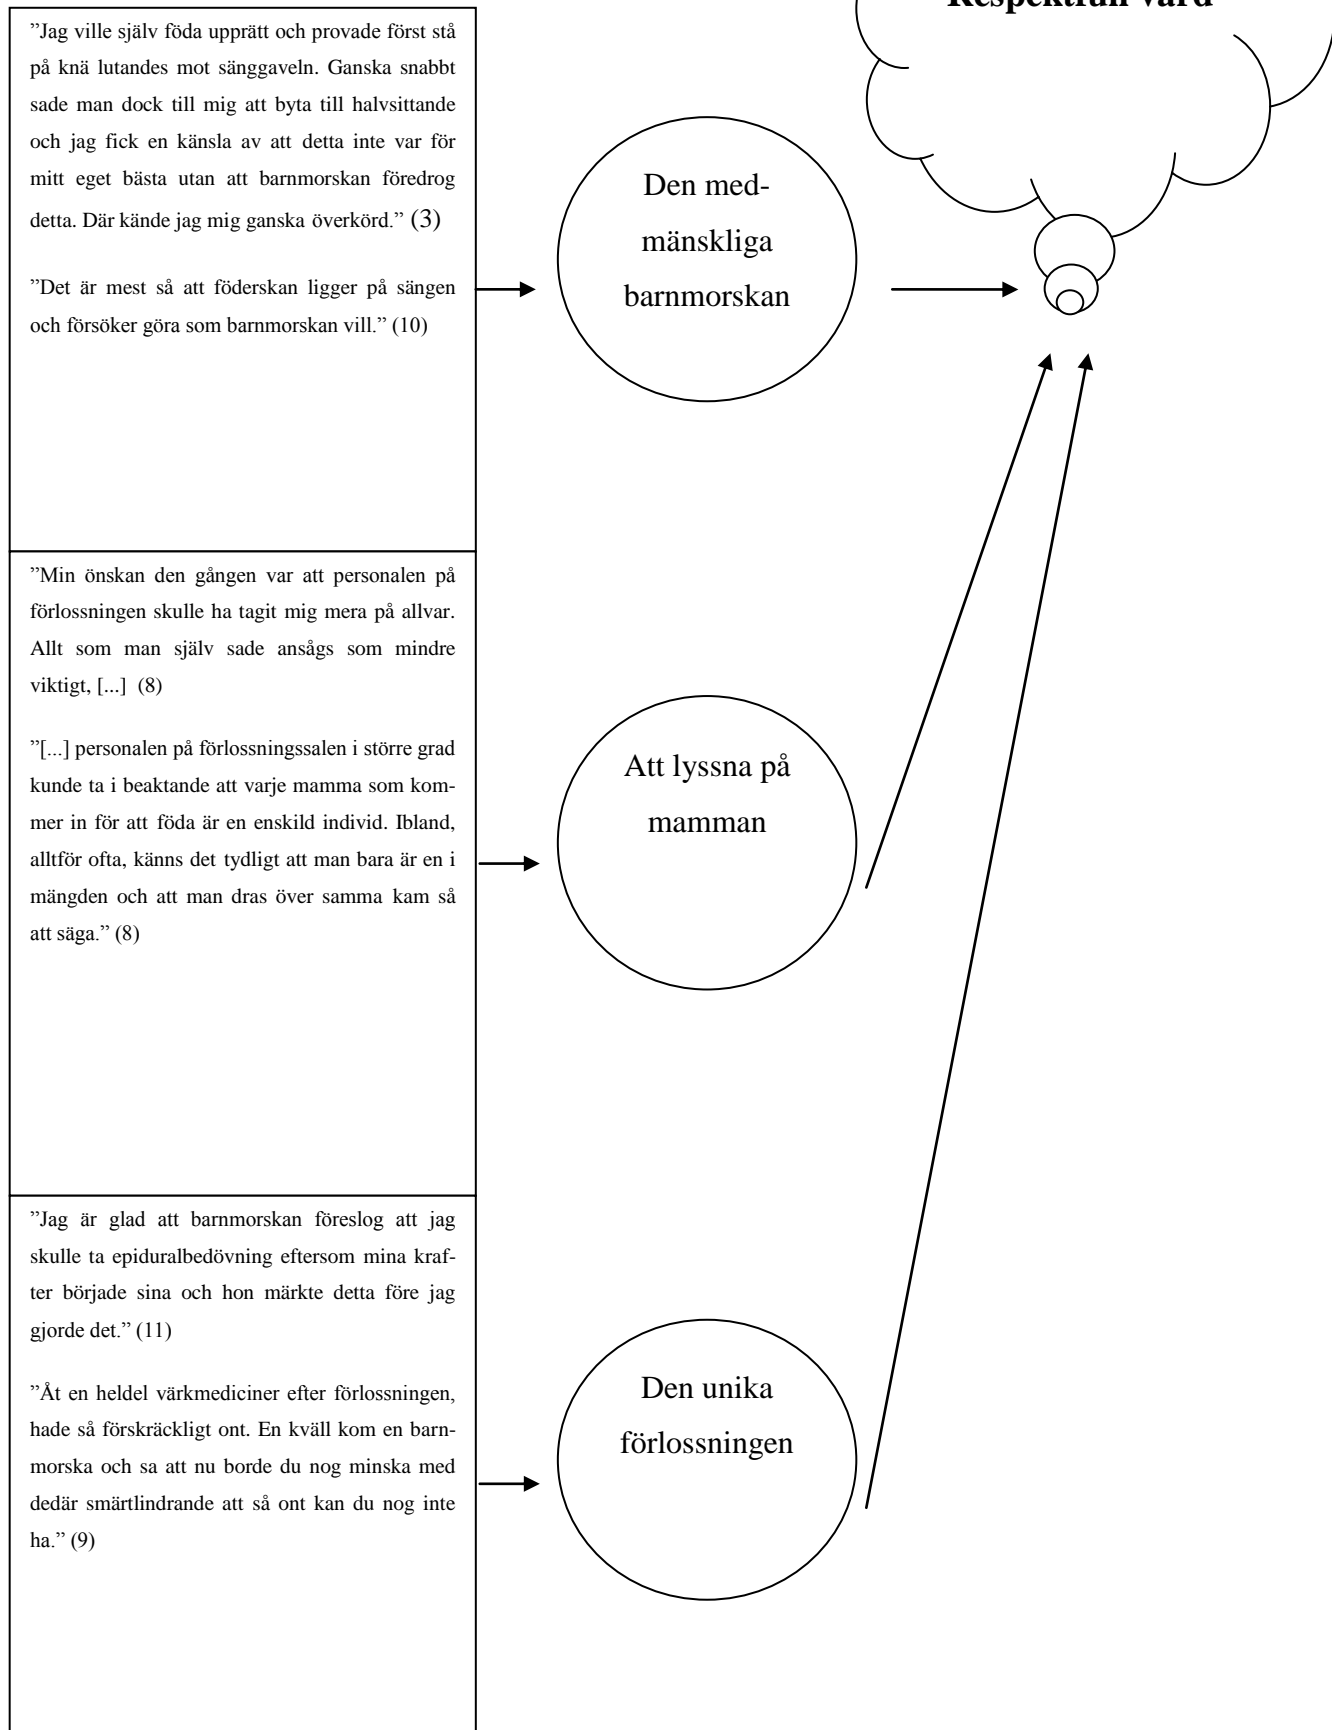 Respektfull vård
”Jag ville själv föda upprätt och provade först stå
på knä lutandes mot sänggaveln. Ganska snabbt
sade man dock till mig att byta till halvsittande
och jag fick en känsla av att detta inte var för
mitt eget bästa utan att barnmorskan föredrog
detta. Där kände jag mig ganska överkörd.” (3)
”Det är mest så att föderskan ligger på sängen
och försöker göra som barnmorskan vill.” (10)
Den med-
mänskliga
barnmorskan
”Min önskan den gången var att personalen på
förlossningen skulle ha tagit mig mera på allvar.
Allt som man själv sade ansågs som mindre
viktigt, [...] (8)
”[...] personalen på förlossningssalen i större grad
kunde ta i beaktande att varje mamma som kom-
mer in för att föda är en enskild individ. Ibland,
alltför ofta, känns det tydligt att man bara är en i
mängden och att man dras över samma kam så
att säga.” (8)
Att lyssna på
mamman
”Jag är glad att barnmorskan föreslog att jag
skulle ta epiduralbedövning eftersom mina kraf-
ter började sina och hon märkte detta före jag
gjorde det.” (11)
”Åt en heldel värkmediciner efter förlossningen,
hade så förskräckligt ont. En kväll kom en barn-
morska och sa att nu borde du nog minska med
dedär smärtlindrande att så ont kan du nog inte
ha.” (9)
Den unika
förlossningen